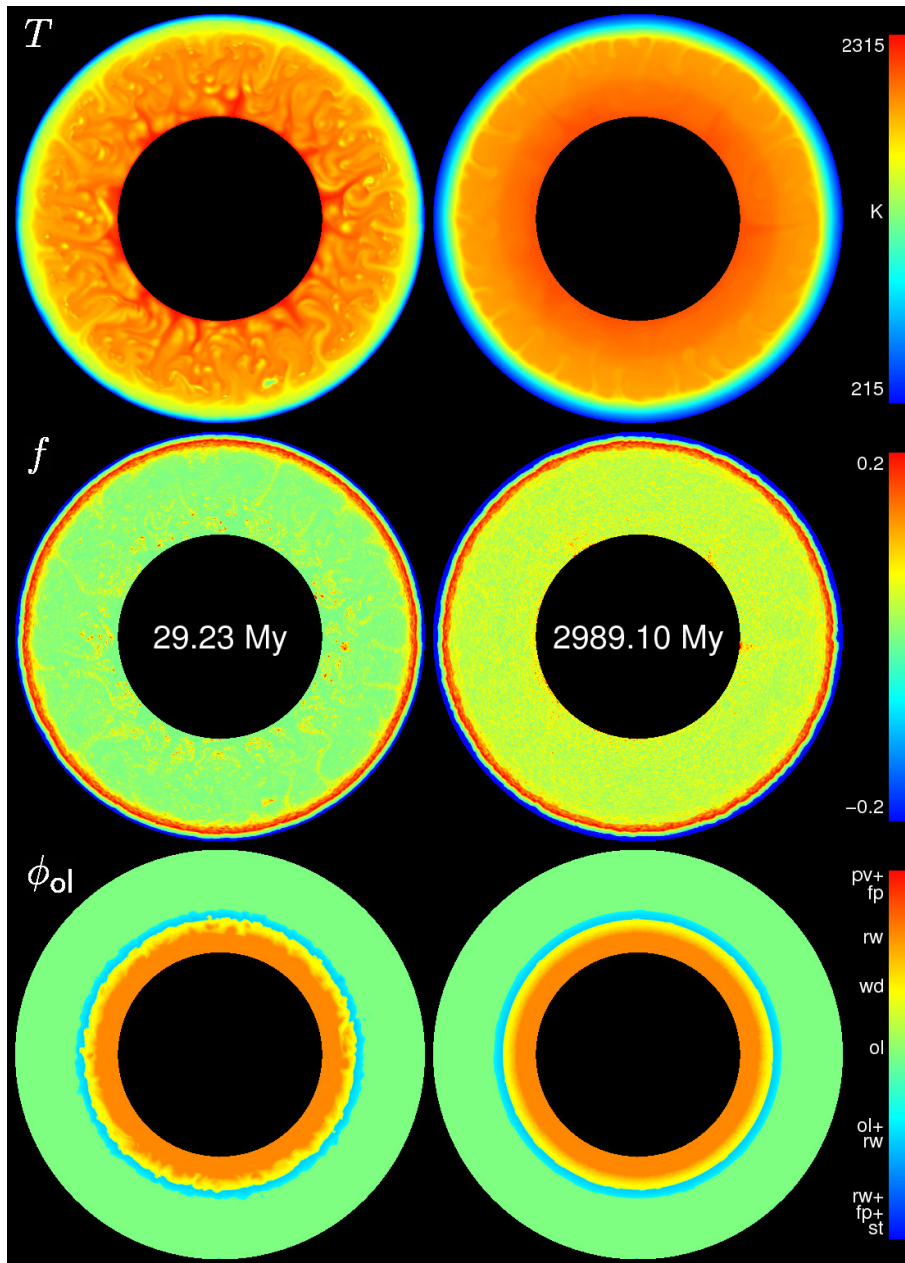 T
2315
K
215
f
0.2
29.23 My
2989.10 My
−0.2
ϕol
pv+
fp
rw
wd
ol
ol+
rw
rw+
fp+
st